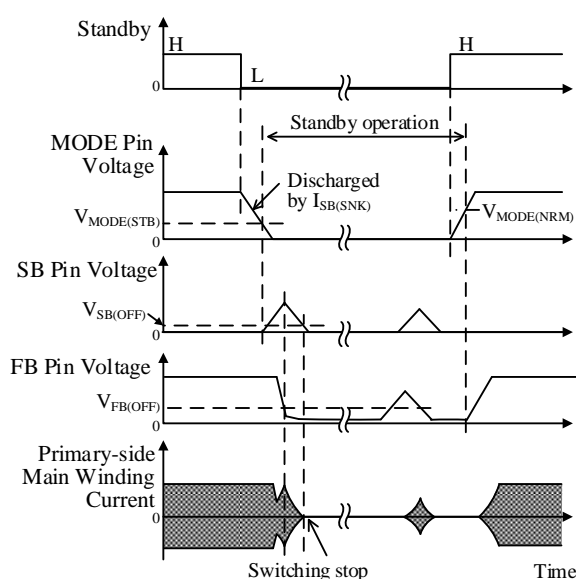 Standby
H
H
L
0
Standby operation
MODE Pin
Voltage
Discharged
by I_SB(SNK)
V_MODE(STB)
V_MODE(NRM)
0
SB Pin Voltage
V_SB(OFF)
0
FB Pin Voltage
V_FB(OFF)
0
Primary-side
Main Winding
Current
0
Switching stop
Time